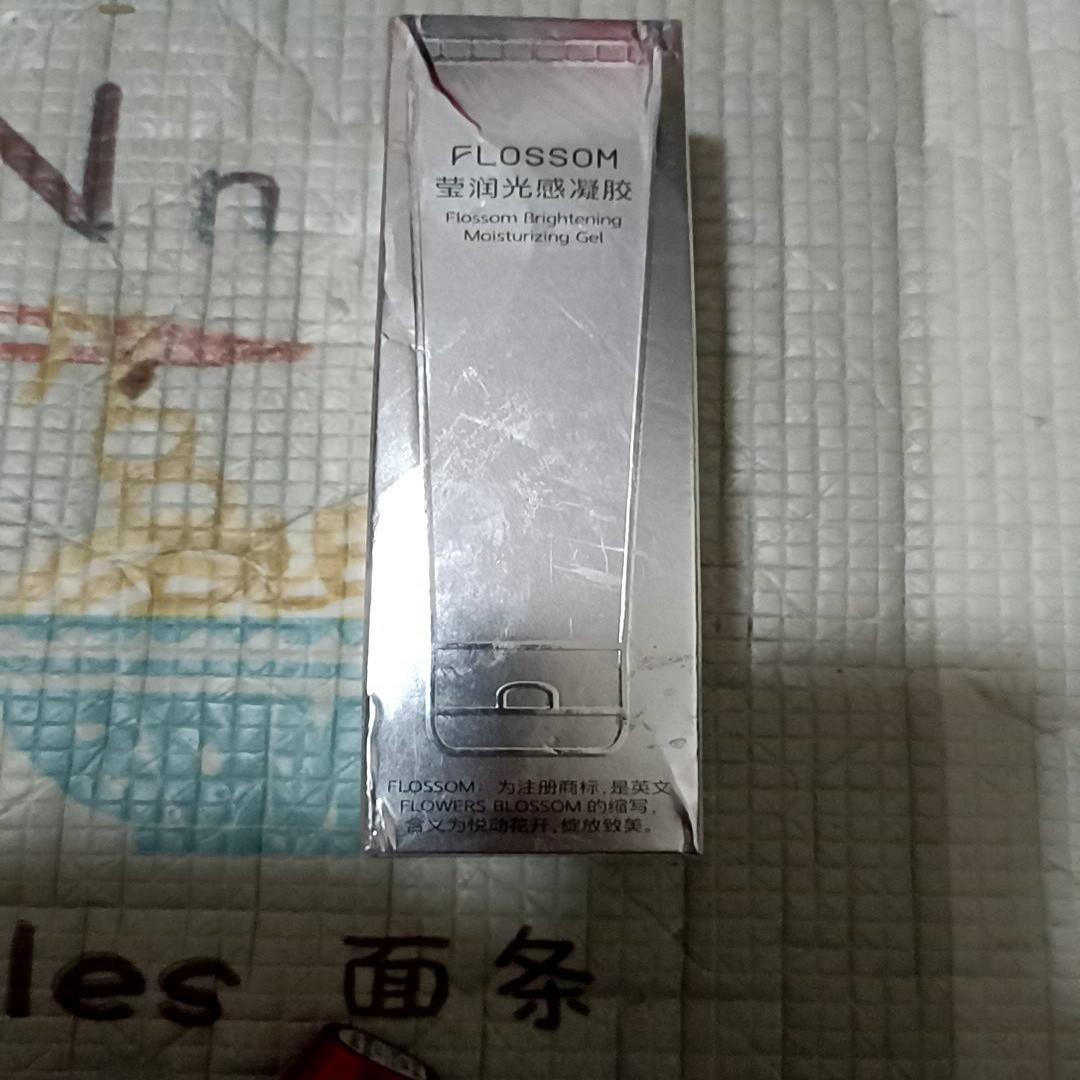 N n
FLOSSOM
莹润光感凝胶
Flossom Brightening
Moisturizing Gel
FLOSSOM：为注册商标，是英文
FLOWERS BLOSSOM 的缩写，
含义为悦动花开，绽放致美。
les 面条